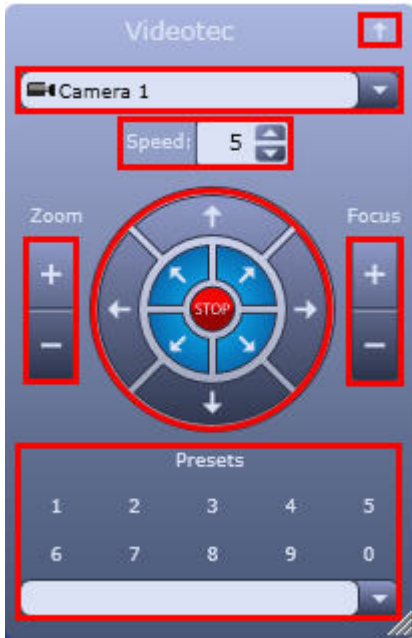 Videotec
Camera 1
Speed: 5
Zoom Focus
+ +
STOP
− −
Presets
1 2 3 4 5
6 7 8 9 0